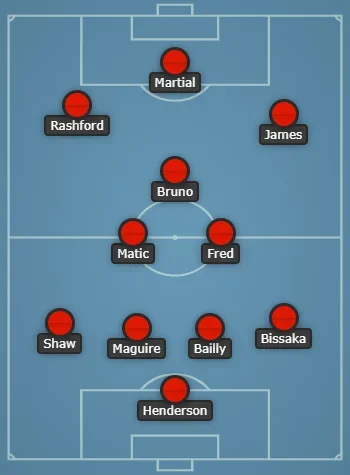 Martial
Rashford
James
Bruno
Matic
Fred
Shaw
Maguire
Bailly
Bissaka
Henderson